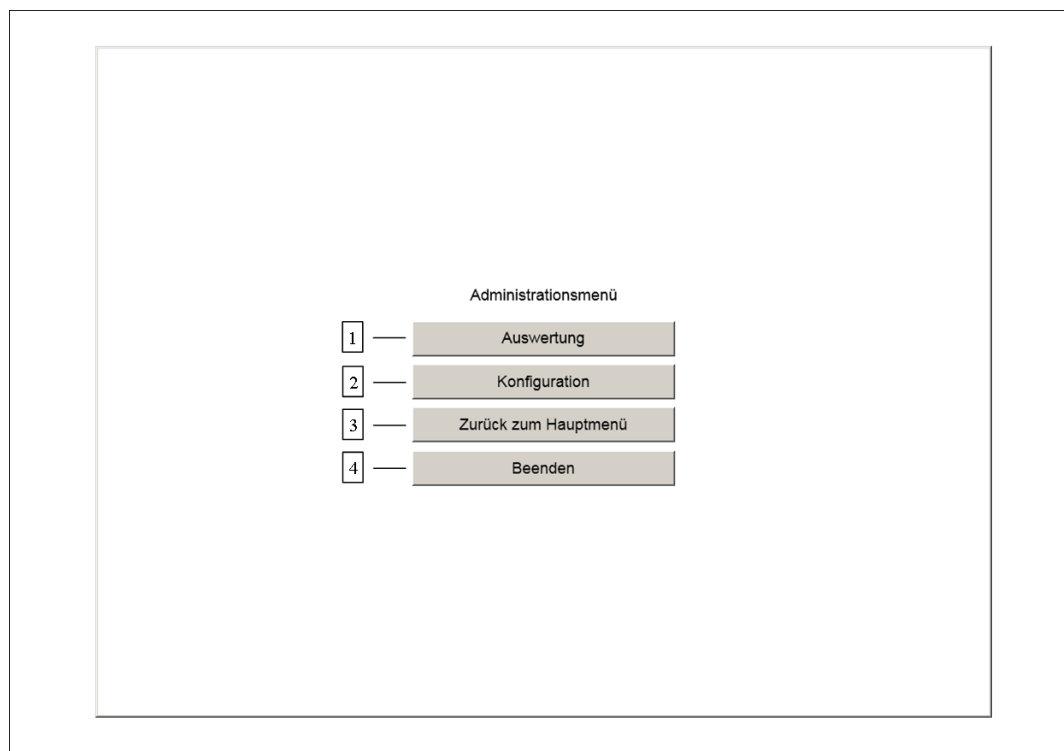 Administrationsmenü
1 Auswertung
2 Konfiguration
3 Zurück zum Hauptmenü
4 Beenden